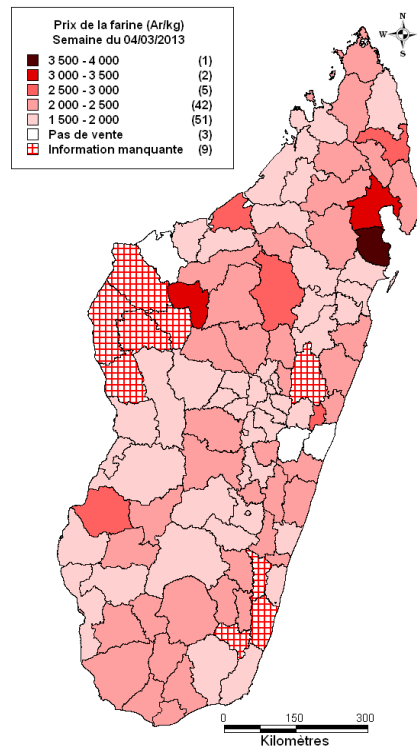 Prix de la farine (Ar/kg)
Semaine du 04/03/2013
3 500 - 4 000 (1)
3 000 - 3 500 (2)
2 500 - 3 000 (5)
2 000 - 2 500 (42)
1 500 - 2 000 (51)
Pas de vente (3)
Information manquante (9)
N
W E
S
0 150 300
Kilomètres